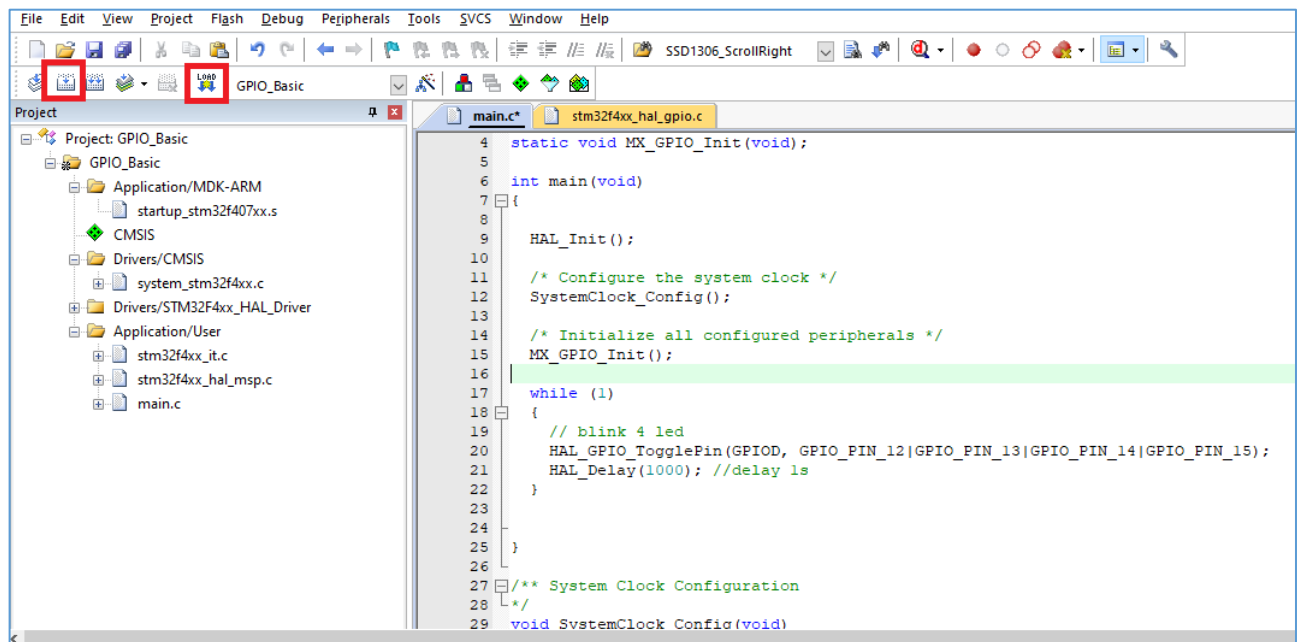 File Edit View Project Flash Debug Peripherals Tools SVCS Window Help
SSD1306_ScrollRight
LOAD GPIO_Basic
Project
main.c* stm32f4xx_hal_gpio.c
Project: GPIO_Basic
GPIO_Basic
Application/MDK-ARM
startup_stm32f407xx.s
CMSIS
Drivers/CMSIS
system_stm32f4xx.c
Drivers/STM32F4xx_HAL_Driver
Application/User
stm32f4xx_it.c
stm32f4xx_hal_msp.c
main.c
4 static void MX_GPIO_Init(void);
5
6 int main(void)
7 {
8
9 HAL_Init();
10
11 /* Configure the system clock */
12 SystemClock_Config();
13
14 /* Initialize all configured peripherals */
15 MX_GPIO_Init();
16
17 while (1)
18 {
19 // blink 4 led
20 HAL_GPIO_TogglePin(GPIOD, GPIO_PIN_12|GPIO_PIN_13|GPIO_PIN_14|GPIO_PIN_15);
21 HAL_Delay(1000); //delay 1s
22 }
23
24
25 }
26
27 /** System Clock Configuration
28 */
29 void SystemClock_Config(void)